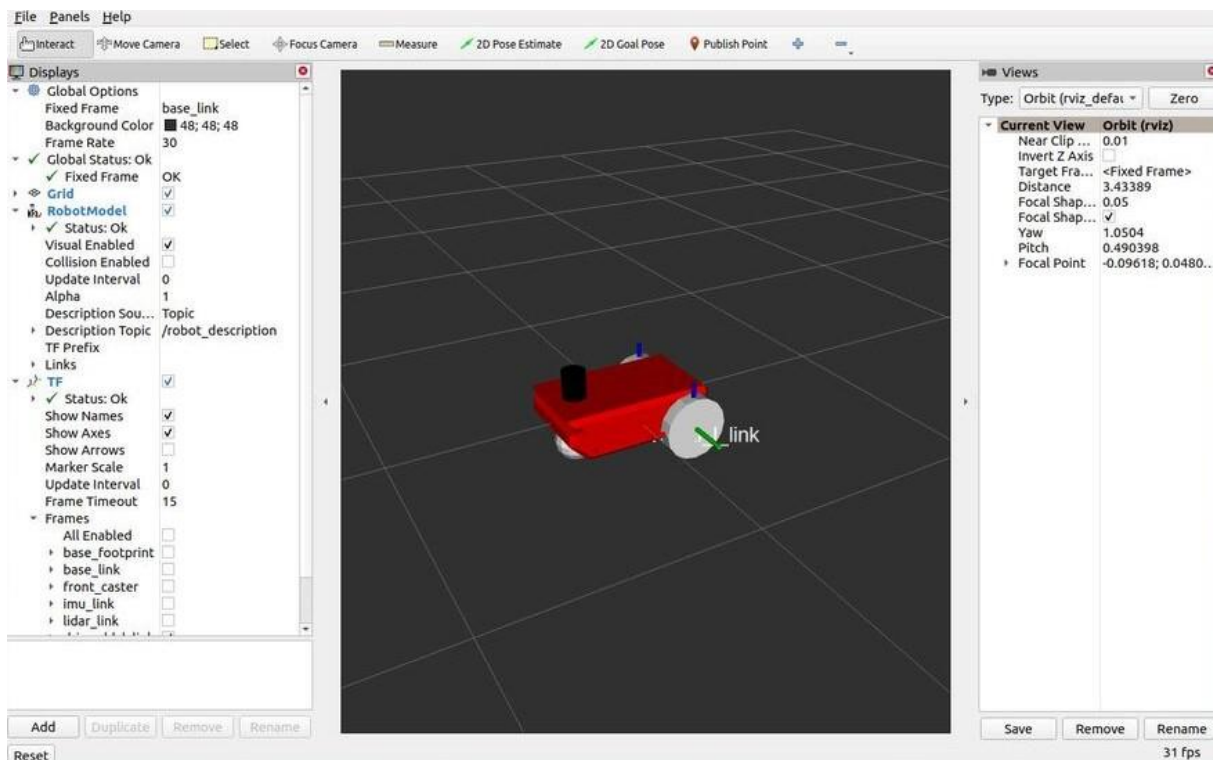 File Panels Help
Interact Move Camera Select Focus Camera Measure 2D Pose Estimate 2D Goal Pose Publish Point
Displays
Global Options
Fixed Frame base_link
Background Color 48; 48; 48
Frame Rate 30
Global Status: Ok
Fixed Frame OK
Grid
RobotModel
Status: Ok
Visual Enabled
Collision Enabled
Update Interval 0
Alpha 1
Description Sou... Topic
Description Topic /robot_description
TF Prefix
Links
TF
Status: Ok
Show Names
Show Axes
Show Arrows
Marker Scale 1
Update Interval 0
Frame Timeout 15
Frames
All Enabled
base_footprint
base_link
front_caster
imu_link
lidar_link
Add Duplicate Remove Rename
Reset
_link
Views
Type: Orbit (rviz_defau Zero
Current View Orbit (rviz)
Near Clip ... 0.01
Invert Z Axis
Target Fra... <Fixed Frame>
Distance 3.43389
Focal Shap... 0.05
Focal Shap...
Yaw 1.0504
Pitch 0.490398
Focal Point -0.09618; 0.0480...
Save Remove Rename
31 fps